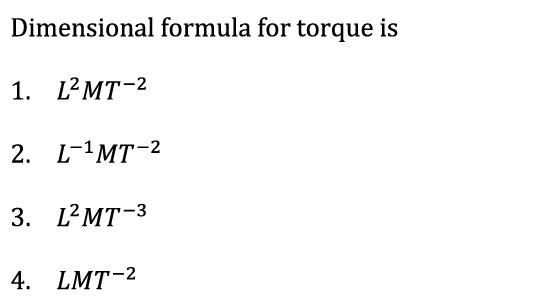 Dimensional formula for torque is
1. L²MT⁻²
2. L⁻¹MT⁻²
3. L²MT⁻³
4. LMT⁻²